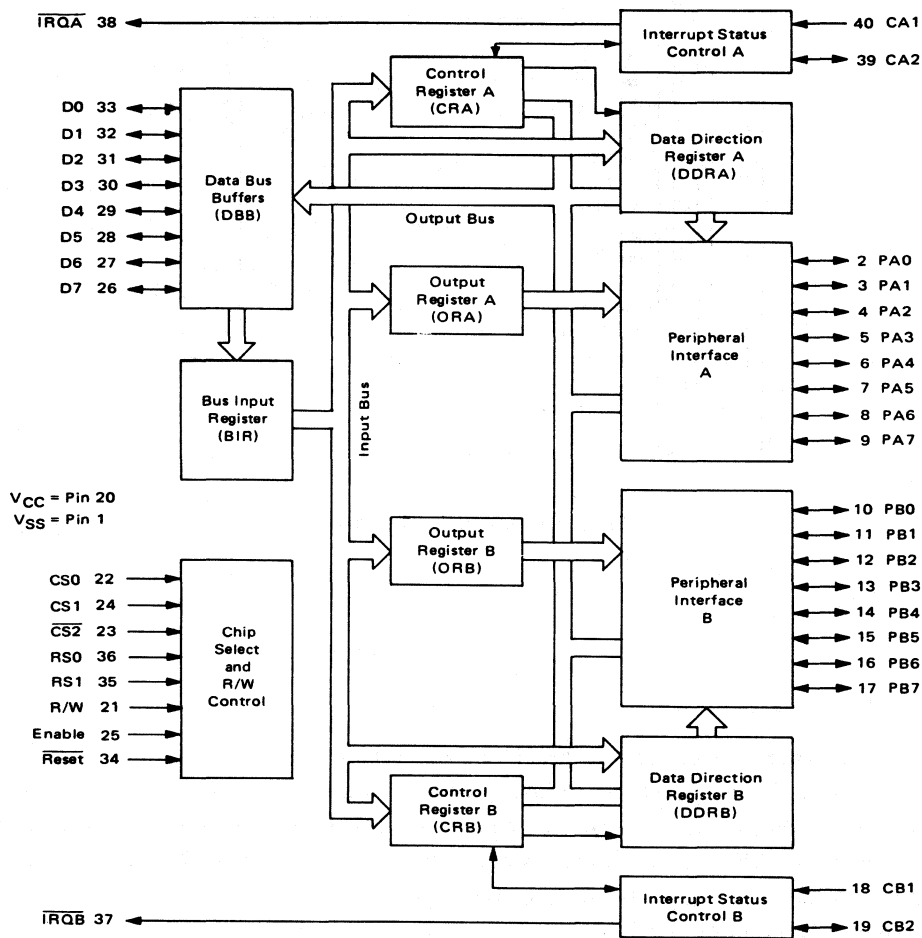 IRQA 38
Interrupt Status
Control A
40 CA1
39 CA2
Control
Register A
(CRA)
D0 33
D1 32
D2 31
D3 30
D4 29
D5 28
D6 27
D7 26
Data Bus
Buffers
(DBB)
Data Direction
Register A
(DDRA)
Output Bus
Output
Register A
(ORA)
Peripheral
Interface
A
2 PA0
3 PA1
4 PA2
5 PA3
6 PA4
7 PA5
8 PA6
9 PA7
Bus Input
Register
(BIR)
Input Bus
VCC = Pin 20
VSS = Pin 1
Output
Register B
(ORB)
Peripheral
Interface
B
10 PB0
11 PB1
12 PB2
13 PB3
14 PB4
15 PB5
16 PB6
17 PB7
CS0 22
CS1 24
CS2 23
RS0 36
RS1 35
R/W 21
Enable 25
Reset 34
Chip
Select
and
R/W
Control
Control
Register B
(CRB)
Data Direction
Register B
(DDRB)
Interrupt Status
Control B
18 CB1
19 CB2
IRQB 37